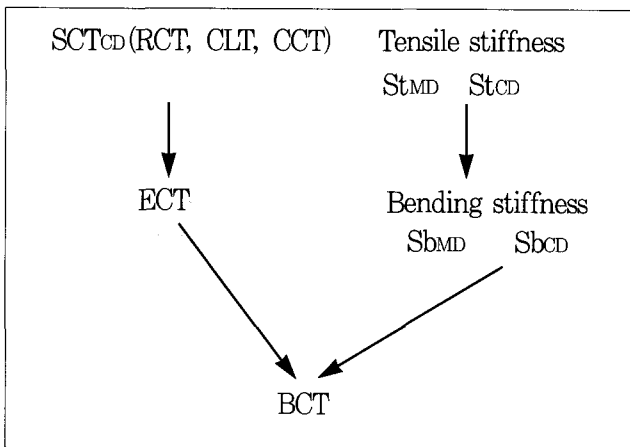 SCTCD(RCT, CLT, CCT) Tensile stiffness
StMD StCD
ECT Bending stiffness
SbMD SbCD
BCT